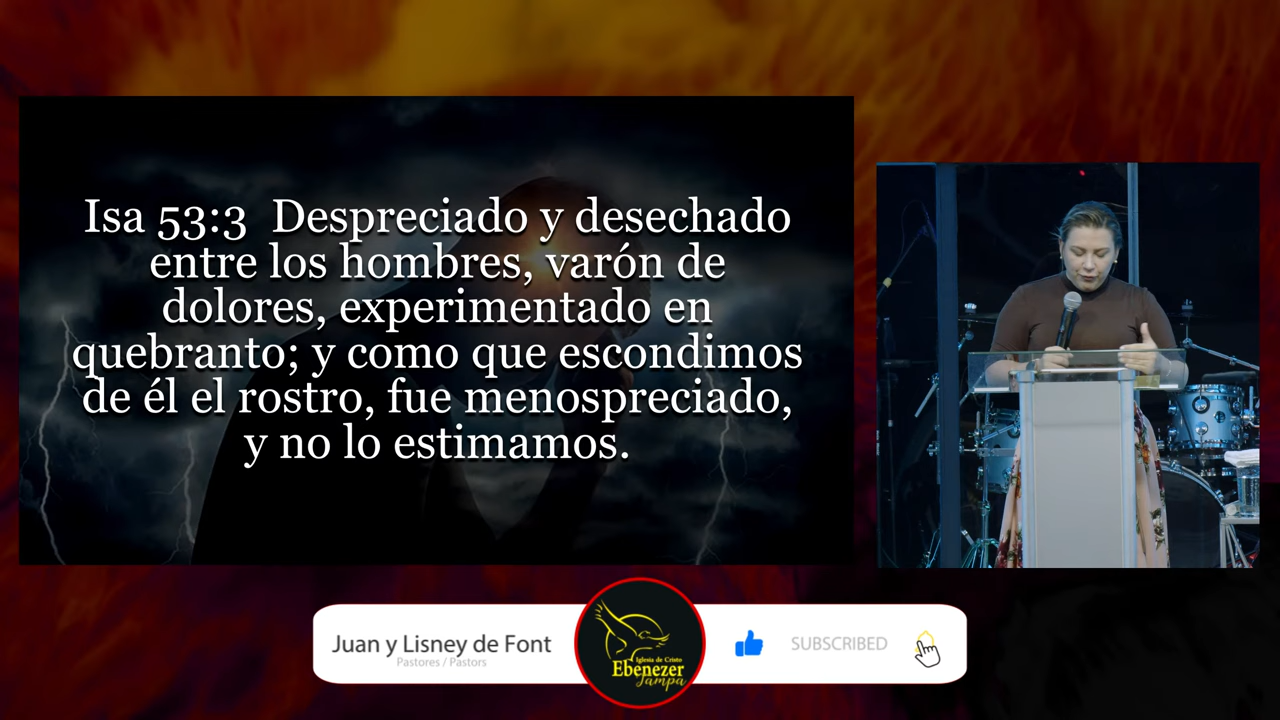 Isa 53:3  Despreciado y desechado
entre los hombres, varón de
dolores, experimentado en
quebranto; y como que escondimos
de él el rostro, fue menospreciado,
y no lo estimamos.
Juan y Lisney de Font
Pastores / Pastors
Iglesia de Cristo
Ebenezer
Tampa
SUBSCRIBED